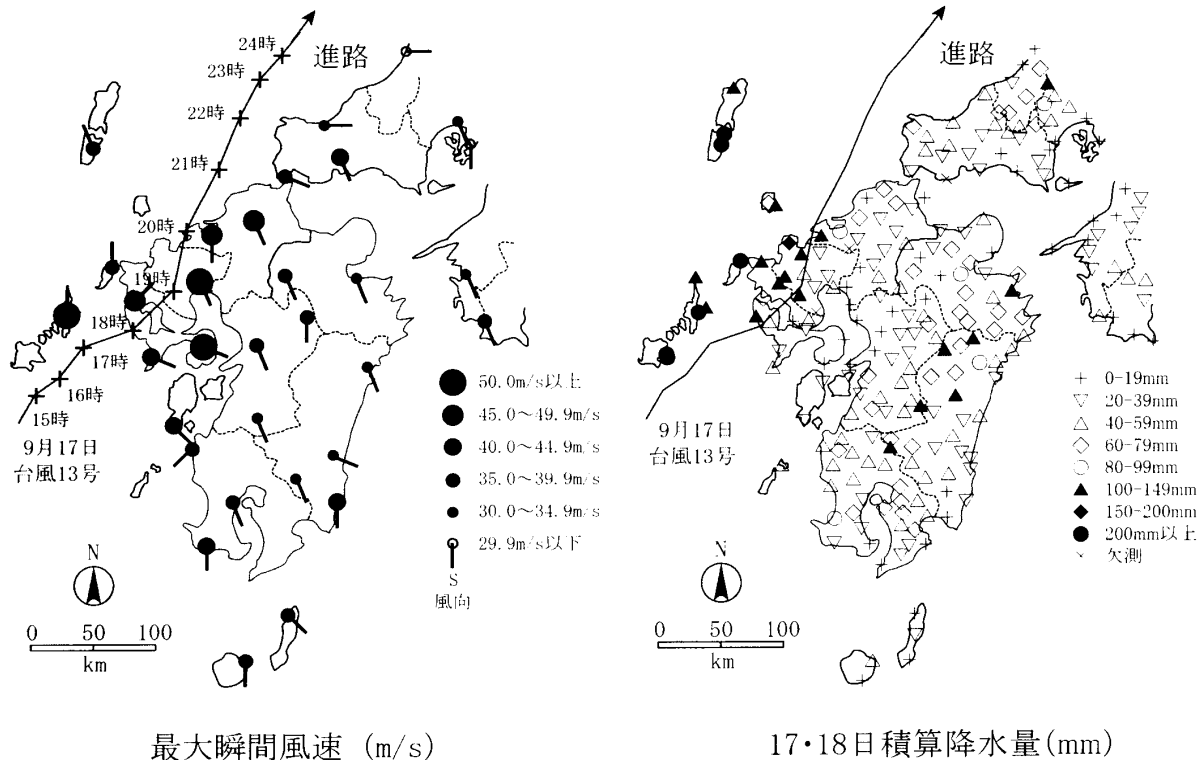 24時
進路
23時
22時
21時
20時
19時
18時
17時
16時
15時
9月17日
台風13号
50.0m/s以上
45.0～49.9m/s
40.0～44.9m/s
35.0～39.9m/s
30.0～34.9m/s
29.9m/s以下
S
風向
N
0 50 100
km
最大瞬間風速 (m/s)
進路
9月17日
台風13号
0-19mm
20-39mm
40-59mm
60-79mm
80-99mm
100-149mm
150-200mm
200mm以上
欠測
N
0 50 100
km
17・18日積算降水量(mm)